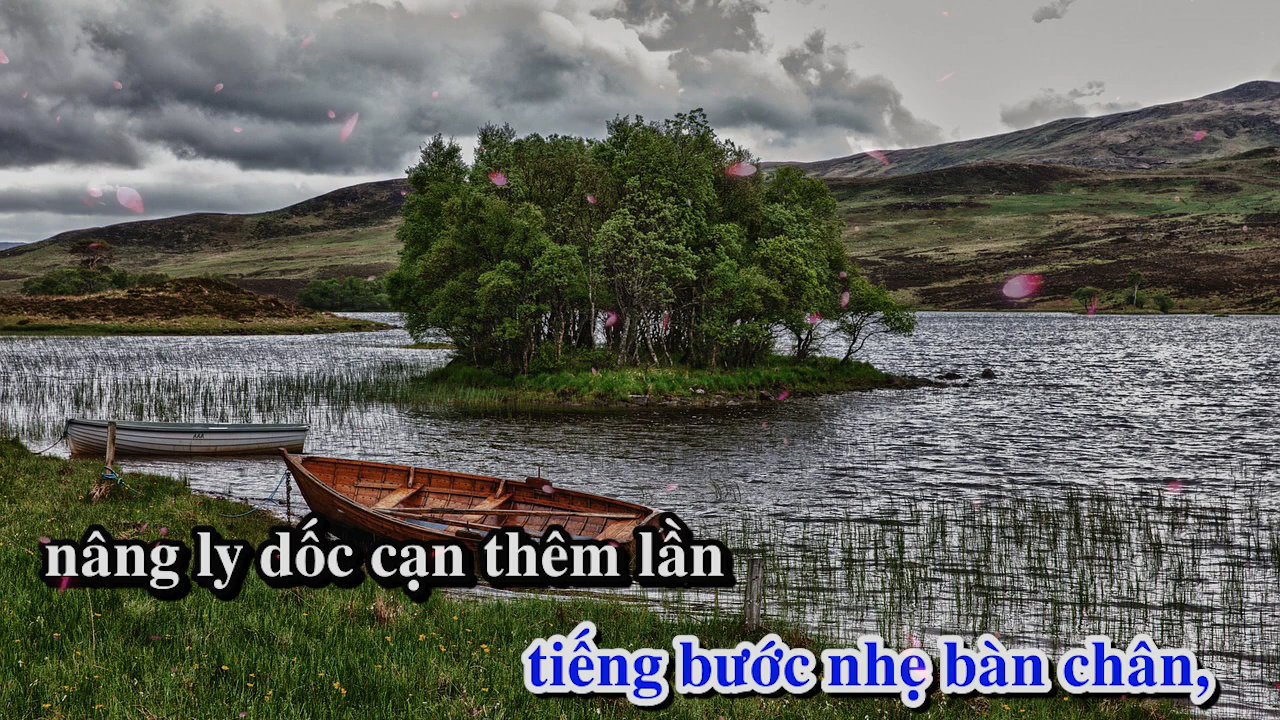 nâng ly dốc cạn thêm lần
tiếng bước nhẹ bàn chân,